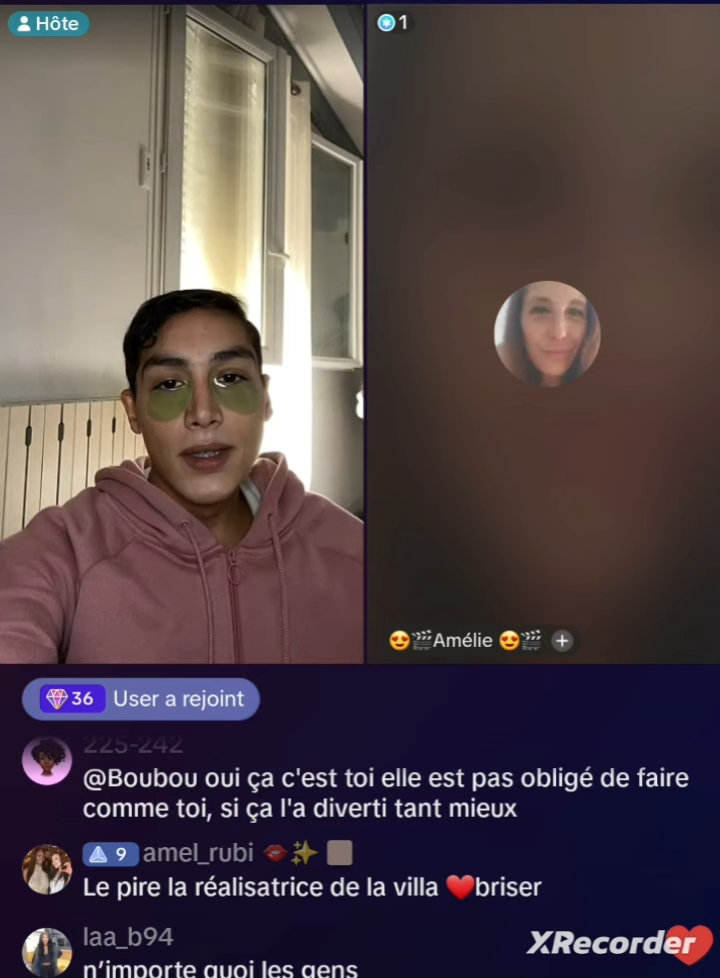 Hôte
1
😍🎬Amélie 😍🎬 +
36 User a rejoint
225-242
@Boubou oui ça c'est toi elle est pas obligé de faire
comme toi, si ça l'a diverti tant mieux
9 amel_rubi 💋✨
Le pire la réalisatrice de la villa ❤️briser
laa_b94
n'importe quoi les gens
XRecorder